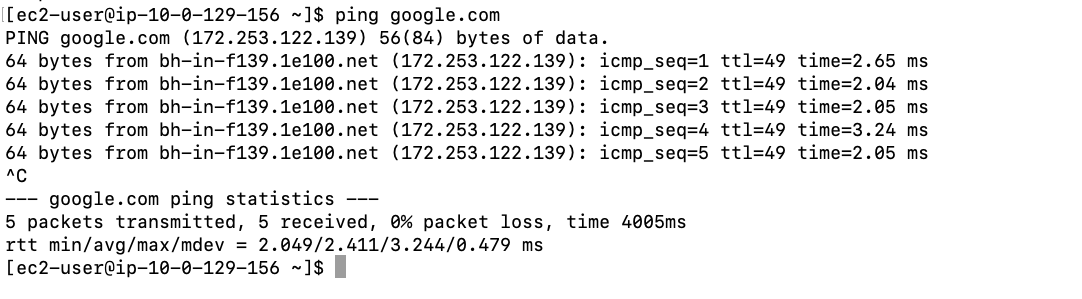 [ec2-user@ip-10-0-129-156 ~]$ ping google.com
PING google.com (172.253.122.139) 56(84) bytes of data.
64 bytes from bh-in-f139.1e100.net (172.253.122.139): icmp_seq=1 ttl=49 time=2.65 ms
64 bytes from bh-in-f139.1e100.net (172.253.122.139): icmp_seq=2 ttl=49 time=2.04 ms
64 bytes from bh-in-f139.1e100.net (172.253.122.139): icmp_seq=3 ttl=49 time=2.05 ms
64 bytes from bh-in-f139.1e100.net (172.253.122.139): icmp_seq=4 ttl=49 time=3.24 ms
64 bytes from bh-in-f139.1e100.net (172.253.122.139): icmp_seq=5 ttl=49 time=2.05 ms
^C
--- google.com ping statistics ---
5 packets transmitted, 5 received, 0% packet loss, time 4005ms
rtt min/avg/max/mdev = 2.049/2.411/3.244/0.479 ms
[ec2-user@ip-10-0-129-156 ~]$